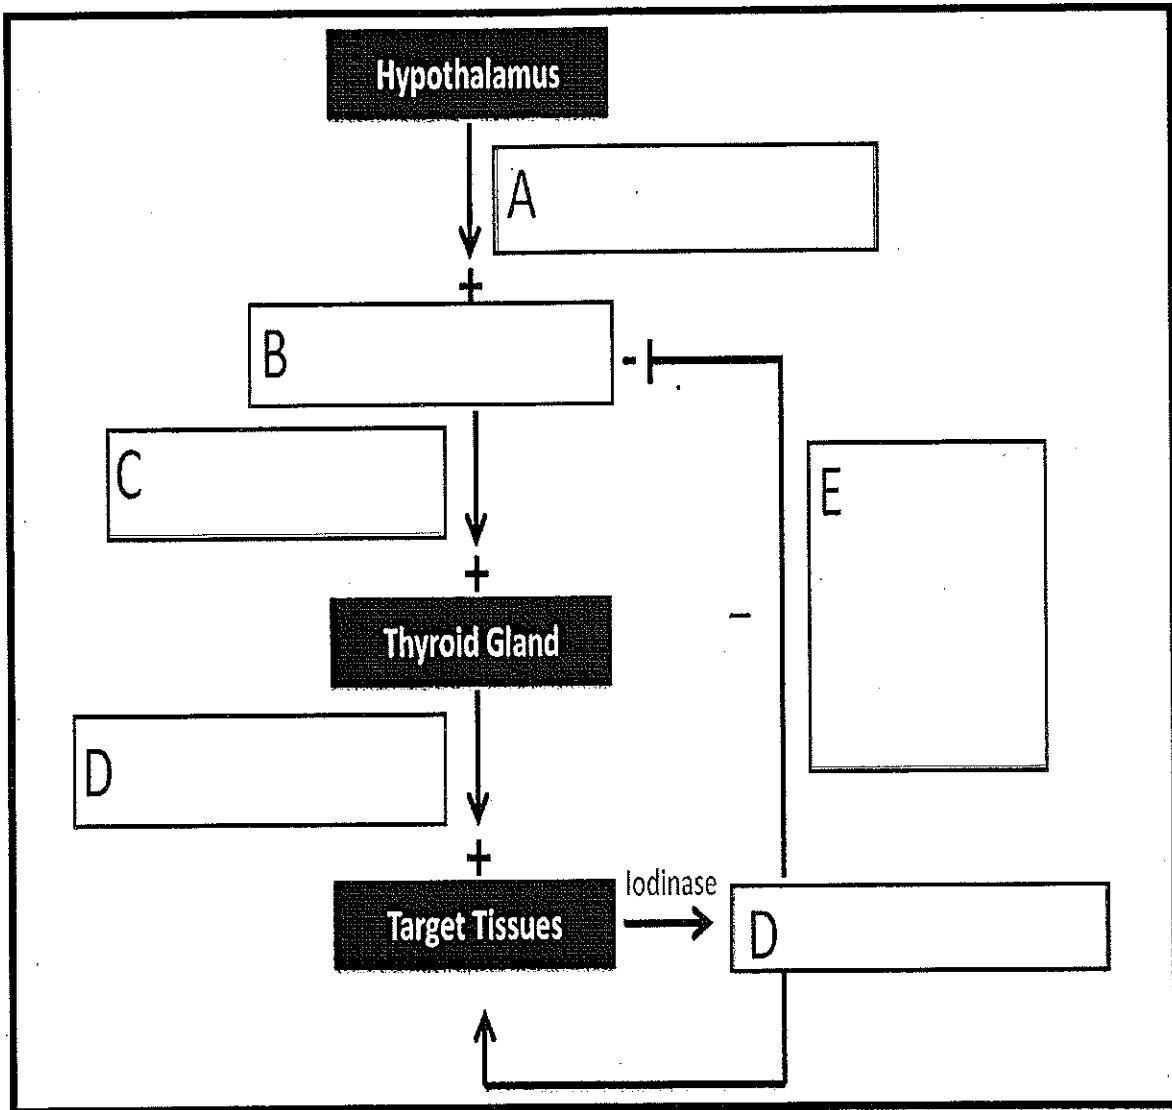 Hypothalamus
A
+
B
-
C
E
+
Thyroid Gland
-
D
+
Iodinase
Target Tissues
D